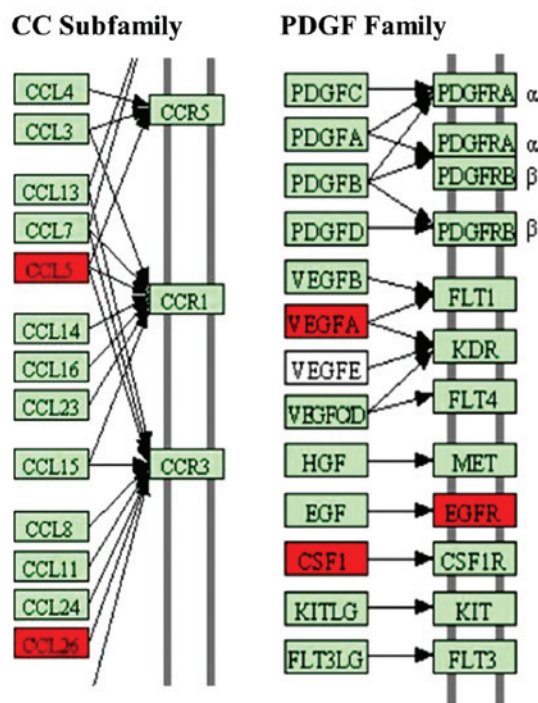 CC Subfamily
CCL4
CCL3
CCL13
CCL7
CCL5
CCL14
CCL16
CCL23
CCL15
CCL8
CCL11
CCL24
CCL26
CCR5
CCR1
CCR3
PDGF Family
PDGFC
PDGFA
PDGFB
PDGFD
VEGFB
VEGFA
VEGFE
VEGFC/D
HGF
EGF
CSF1
KITLG
FLT3LG
PDGFRA α
PDGFRA α
PDGFRB β
PDGFRB β
FLT1
KDR
FLT4
MET
EGFR
CSF1R
KIT
FLT3